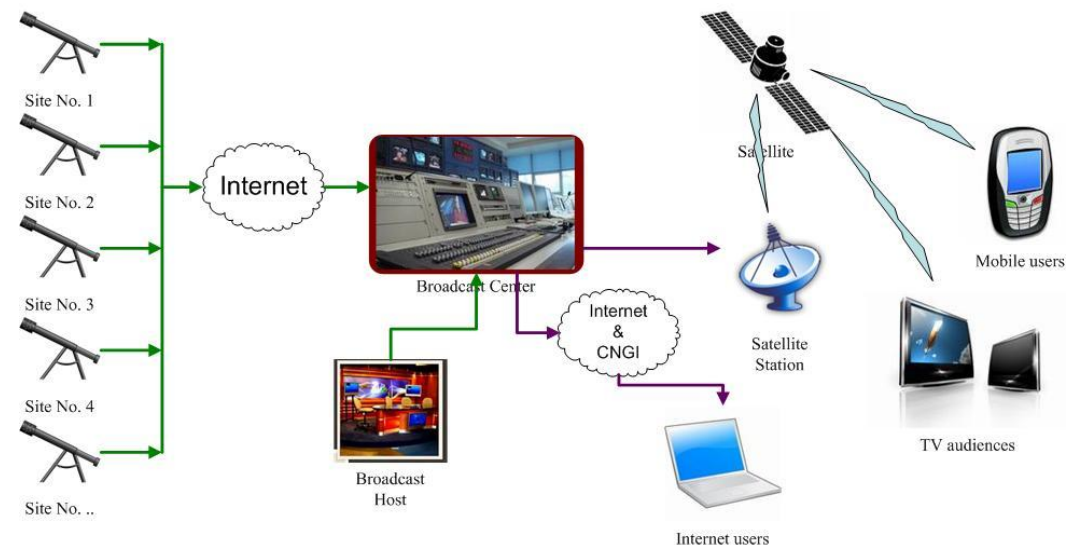 Site No. 1
Site No. 2
Site No. 3
Site No. 4
Site No. ..
Internet
Broadcast Center
Broadcast
Host
Internet
&
CNGI
Internet users
Satellite
Satellite
Station
Mobile users
TV audiences